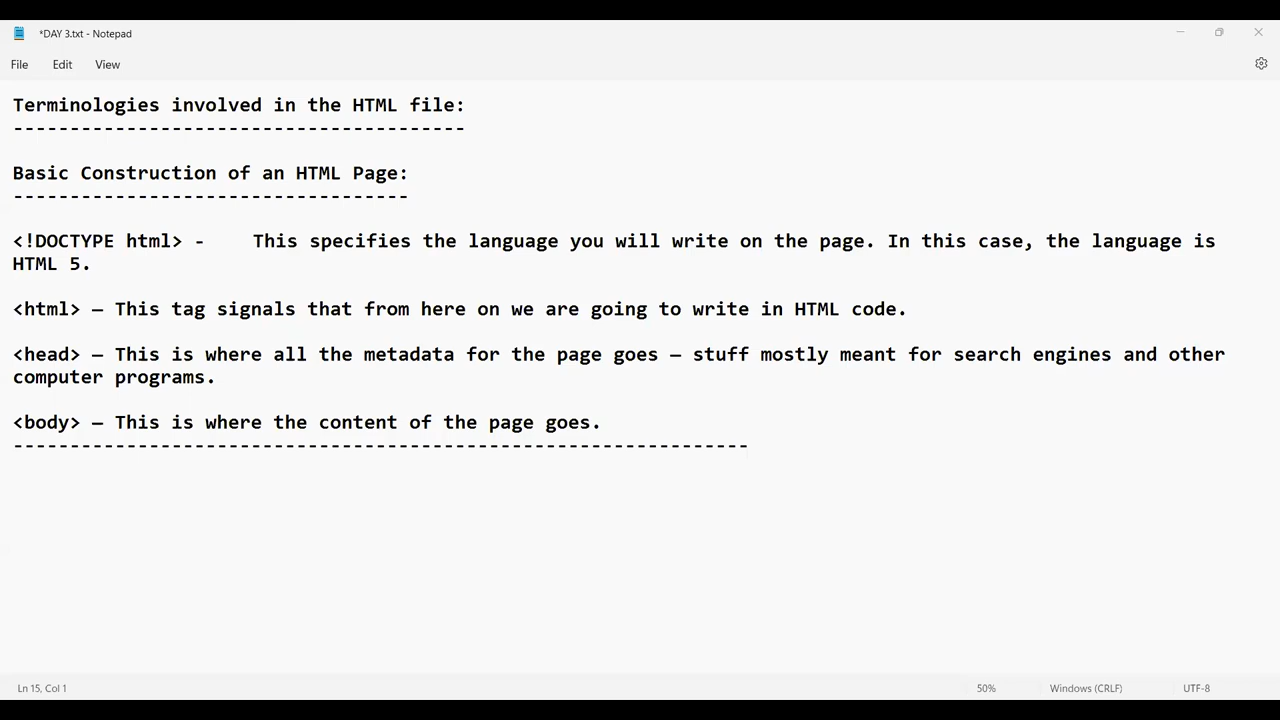 *DAY 3.txt - Notepad
File Edit View
Terminologies involved in the HTML file:
----------------------------------------
Basic Construction of an HTML Page:
-----------------------------------
<!DOCTYPE html> -    This specifies the language you will write on the page. In this case, the language is
HTML 5.
<html> — This tag signals that from here on we are going to write in HTML code.
<head> — This is where all the metadata for the page goes — stuff mostly meant for search engines and other
computer programs.
<body> — This is where the content of the page goes.
-----------------------------------------------------------------
Ln 15, Col 1 50% Windows (CRLF) UTF-8